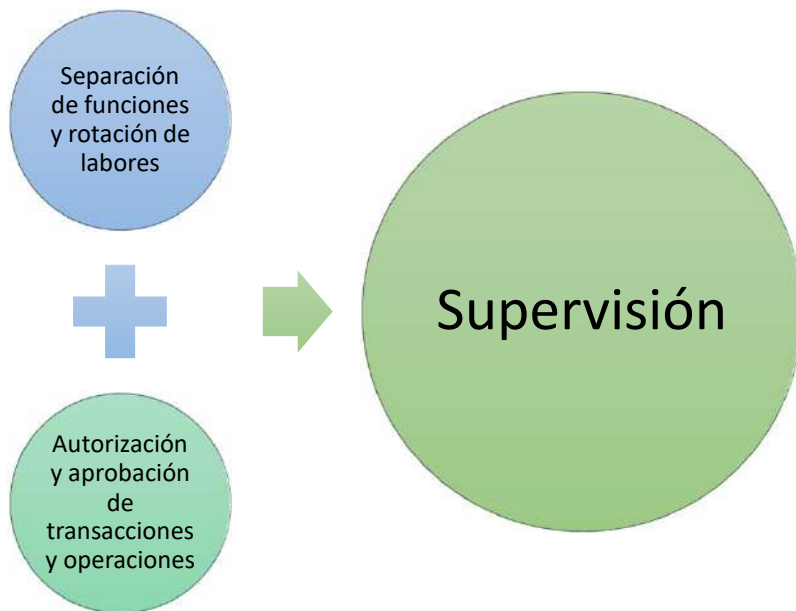 Separación
de funciones
y rotación de
labores
Autorización
y aprobación
de
transacciones
y operaciones
Supervisión